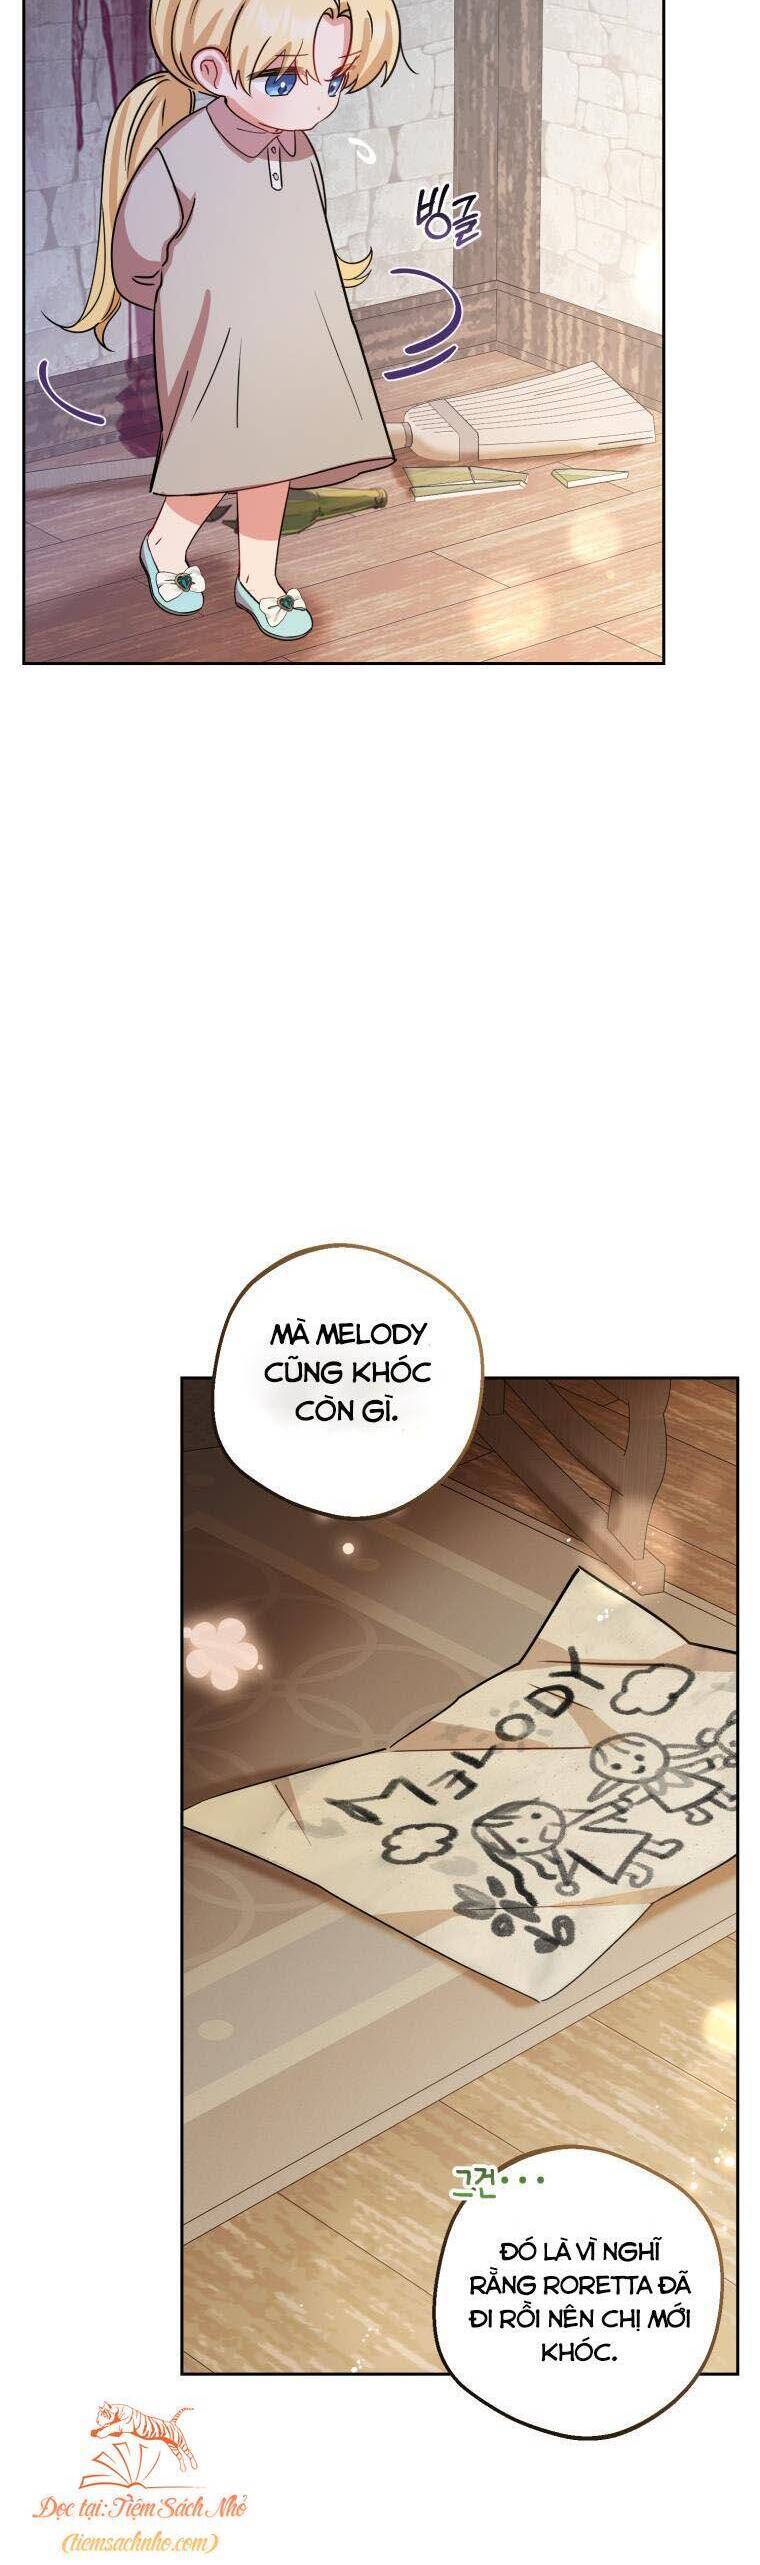 빙글
MÀ MELODY
CŨNG KHÓC
CÒN GÌ.
MELODY
그건...
ĐÓ LÀ VÌ NGHĨ
RẰNG RORETTA ĐÃ
ĐI RỒI NÊN CHỊ MỚI
KHÓC.
Đọc tại: Tiệm Sách Nhỏ
(tiemsachnho.com)